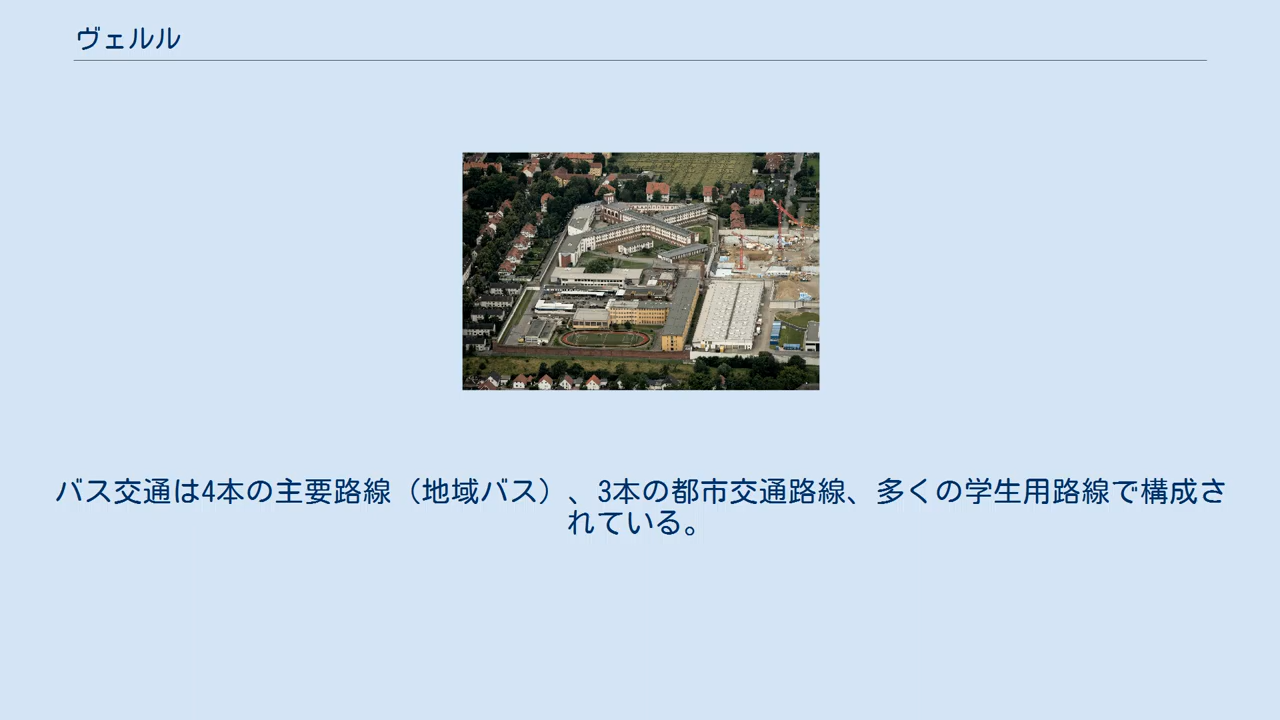 ヴェルル
バス交通は4本の主要路線（地域バス）、3本の都市交通路線、多くの学生用路線で構成さ
れている。